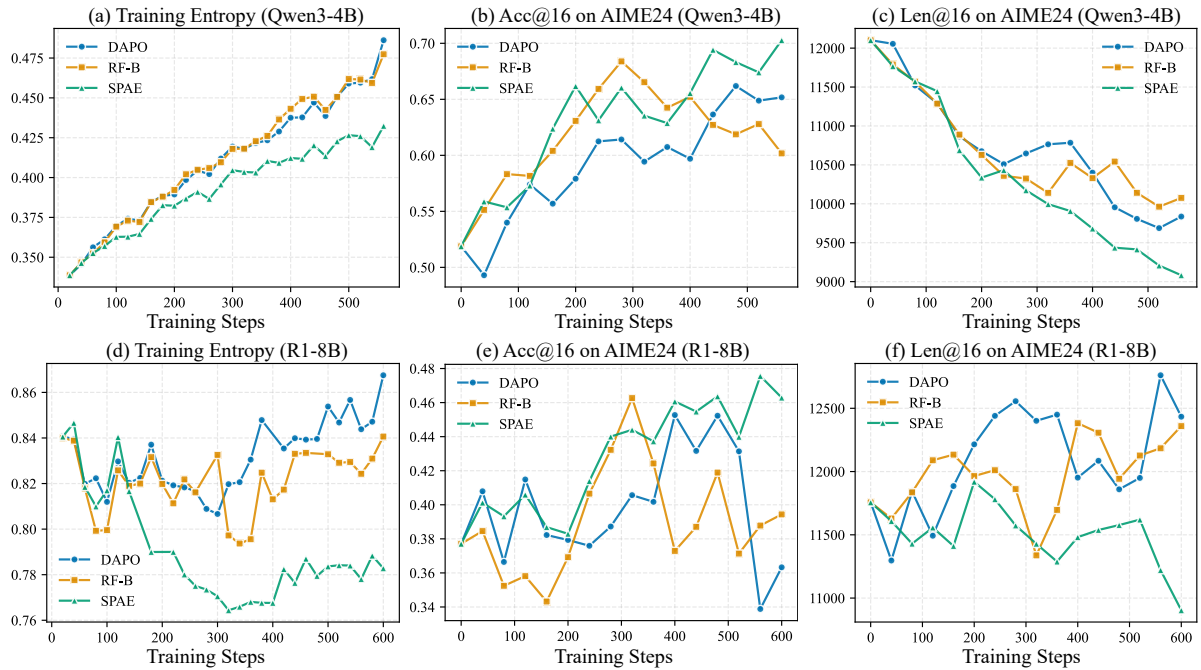 (a) Training Entropy (Qwen3-4B)
0.475
0.450
0.425
0.400
0.375
0.350
DAPO
RF-B
SPAE
0 100 200 300 400 500
Training Steps
(b) Acc@16 on AIME24 (Qwen3-4B)
0.70
0.65
0.60
0.55
0.50
DAPO
RF-B
SPAE
0 100 200 300 400 500
Training Steps
(c) Len@16 on AIME24 (Qwen3-4B)
12000
11500
11000
10500
10000
9500
9000
DAPO
RF-B
SPAE
0 100 200 300 400 500
Training Steps
(d) Training Entropy (R1-8B)
0.86
0.84
0.82
0.80
0.78
0.76
DAPO
RF-B
SPAE
0 100 200 300 400 500 600
Training Steps
(e) Acc@16 on AIME24 (R1-8B)
0.48
0.46
0.44
0.42
0.40
0.38
0.36
0.34
DAPO
RF-B
SPAE
0 100 200 300 400 500 600
Training Steps
(f) Len@16 on AIME24 (R1-8B)
12500
12000
11500
11000
DAPO
RF-B
SPAE
0 100 200 300 400 500 600
Training Steps